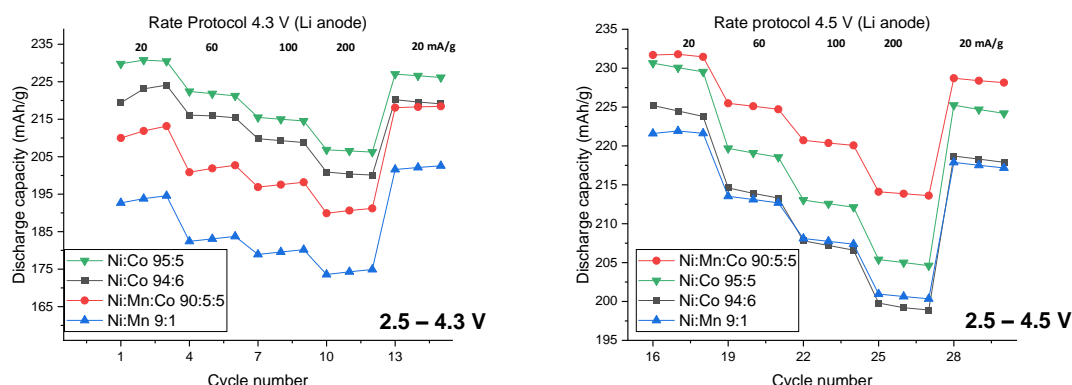 Rate Protocol 4.3 V (Li anode)
235
225
215
205
195
185
175
165
Discharge capacity (mAh/g)
20 60 100 200 20 mA/g
Ni:Co 95:5
Ni:Co 94:6
Ni:Mn:Co 90:5:5
Ni:Mn 9:1
2.5 – 4.3 V
1 4 7 10 13
Cycle number
Rate protocol 4.5 V (Li anode)
235
230
225
220
215
210
205
200
195
Discharge capacity (mAh/g)
20 60 100 200 20 mA/g
Ni:Mn:Co 90:5:5
Ni:Co 95:5
Ni:Co 94:6
Ni:Mn 9:1
2.5 – 4.5 V
16 19 22 25 28
Cycle number